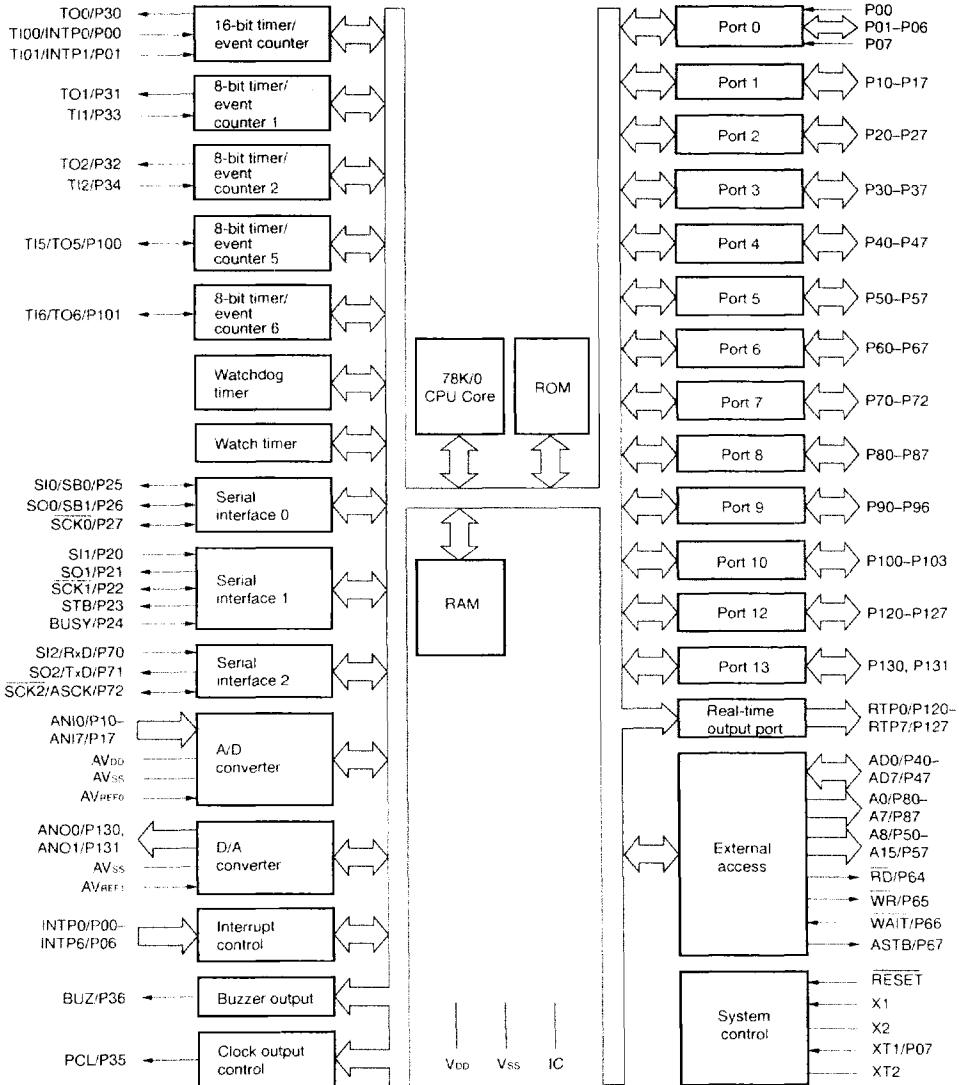 TO0/P30
TI00/INTP0/P00
TI01/INTP1/P01
16-bit timer/
event counter
TO1/P31
TI1/P33
8-bit timer/
event
counter 1
TO2/P32
TI2/P34
8-bit timer/
event
counter 2
TI5/TO5/P100
8-bit timer/
event
counter 5
TI6/TO6/P101
8-bit timer/
event
counter 6
Watchdog
timer
Watch timer
SI0/SB0/P25
SO0/SB1/P26
SCK0/P27
Serial
interface 0
SI1/P20
SO1/P21
SCK1/P22
STB/P23
BUSY/P24
Serial
interface 1
SI2/RxD/P70
SO2/TxD/P71
SCK2/ASCK/P72
Serial
interface 2
ANI0/P10–
ANI7/P17
AVDD
AVSS
AVREF0
A/D
converter
ANO0/P130,
ANO1/P131
AVSS
AVREF1
D/A
converter
INTP0/P00–
INTP6/P06
Interrupt
control
BUZ/P36
Buzzer output
PCL/P35
Clock output
control
78K/0
CPU Core
ROM
RAM
VDD
VSS
IC
Port 0
P00
P01–P06
P07
Port 1
P10–P17
Port 2
P20–P27
Port 3
P30–P37
Port 4
P40–P47
Port 5
P50–P57
Port 6
P60–P67
Port 7
P70–P72
Port 8
P80–P87
Port 9
P90–P96
Port 10
P100–P103
Port 12
P120–P127
Port 13
P130, P131
Real-time
output port
RTP0/P120–
RTP7/P127
External
access
AD0/P40–
AD7/P47
A0/P80–
A7/P87
A8/P50–
A15/P57
RD/P64
WR/P65
WAIT/P66
ASTB/P67
System
control
RESET
X1
X2
XT1/P07
XT2